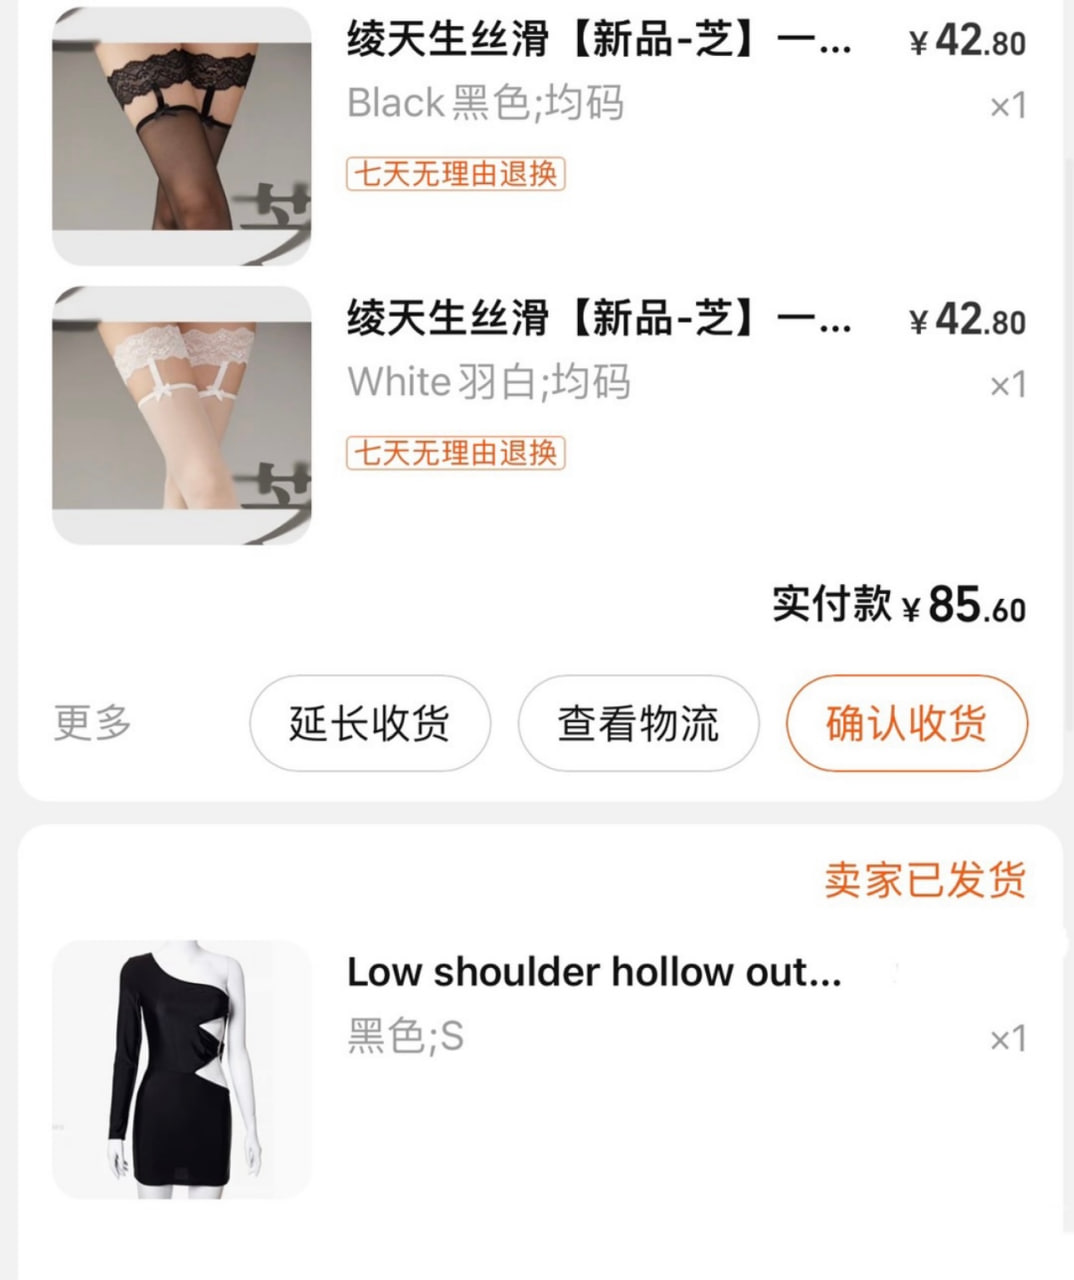 绫天生丝滑【新品-芝】一... ¥42.80
Black黑色;均码 ×1
七天无理由退换
芝
绫天生丝滑【新品-芝】一... ¥42.80
White羽白;均码 ×1
七天无理由退换
芝
实付款¥85.60
更多 延长收货 查看物流 确认收货
卖家已发货
Low shoulder hollow out...
黑色;S ×1